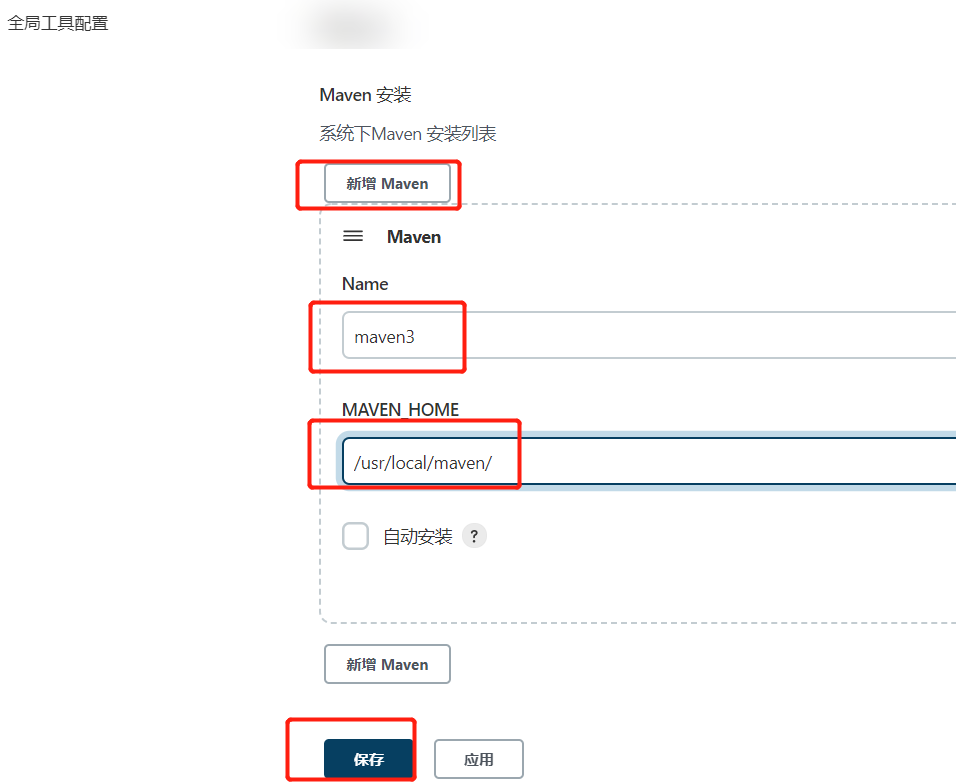 全局工具配置
Maven 安装
系统下Maven 安装列表
新增 Maven
Maven
Name
maven3
MAVEN_HOME
/usr/local/maven/
自动安装 ?
新增 Maven
保存 应用